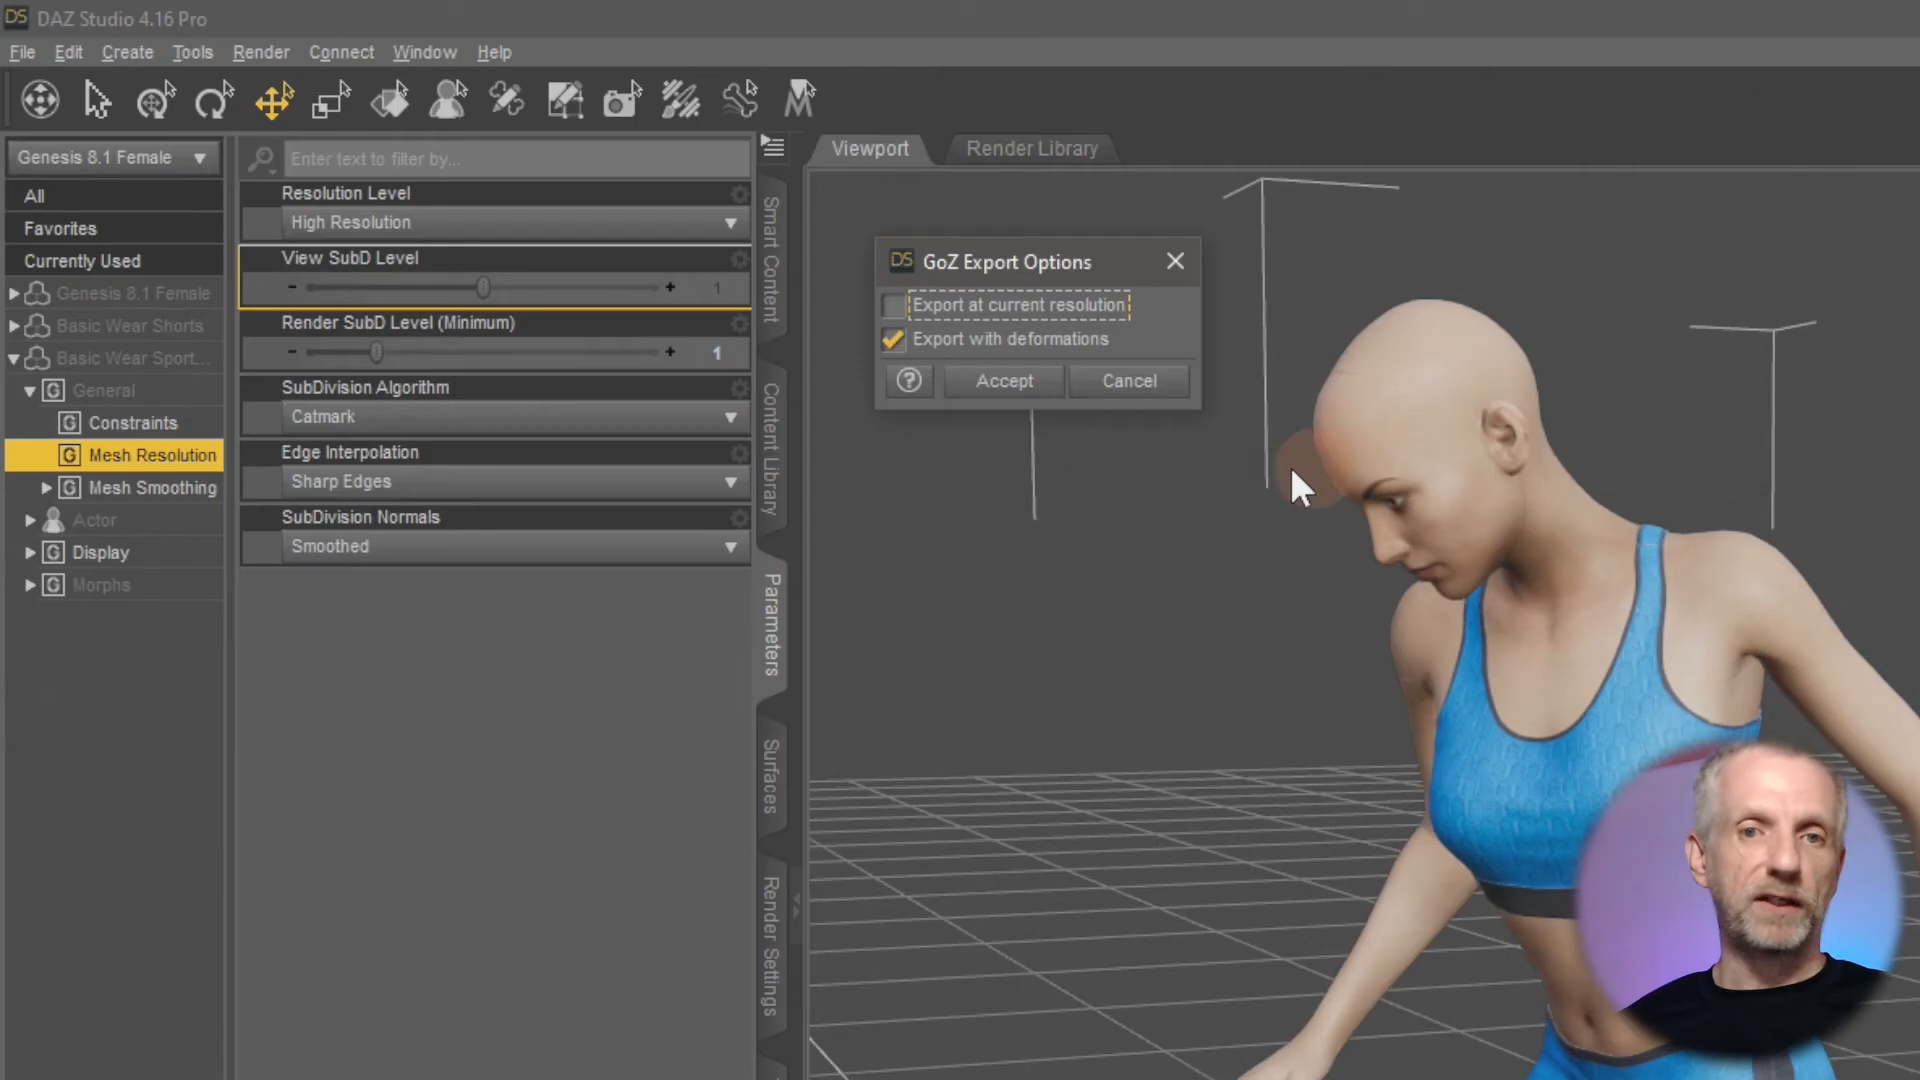 DS DAZ Studio 4.16 Pro
File Edit Create Tools Render Connect Window Help
Genesis 8.1 Female
All
Favorites
Currently Used
Genesis 8.1 Female
Basic Wear Shorts
Basic Wear Sport...
G General
G Constraints
G Mesh Resolution
G Mesh Smoothing
Actor
G Display
G Morphs
Enter text to filter by...
Resolution Level
High Resolution
View SubD Level
- + 1
Render SubD Level (Minimum)
- + 1
SubDivision Algorithm
Catmark
Edge Interpolation
Sharp Edges
SubDivision Normals
Smoothed
Smart Content
Content Library
Parameters
Surfaces
Render Settings
Viewport
Render Library
DS GoZ Export Options
Export at current resolution
Export with deformations
? Accept Cancel